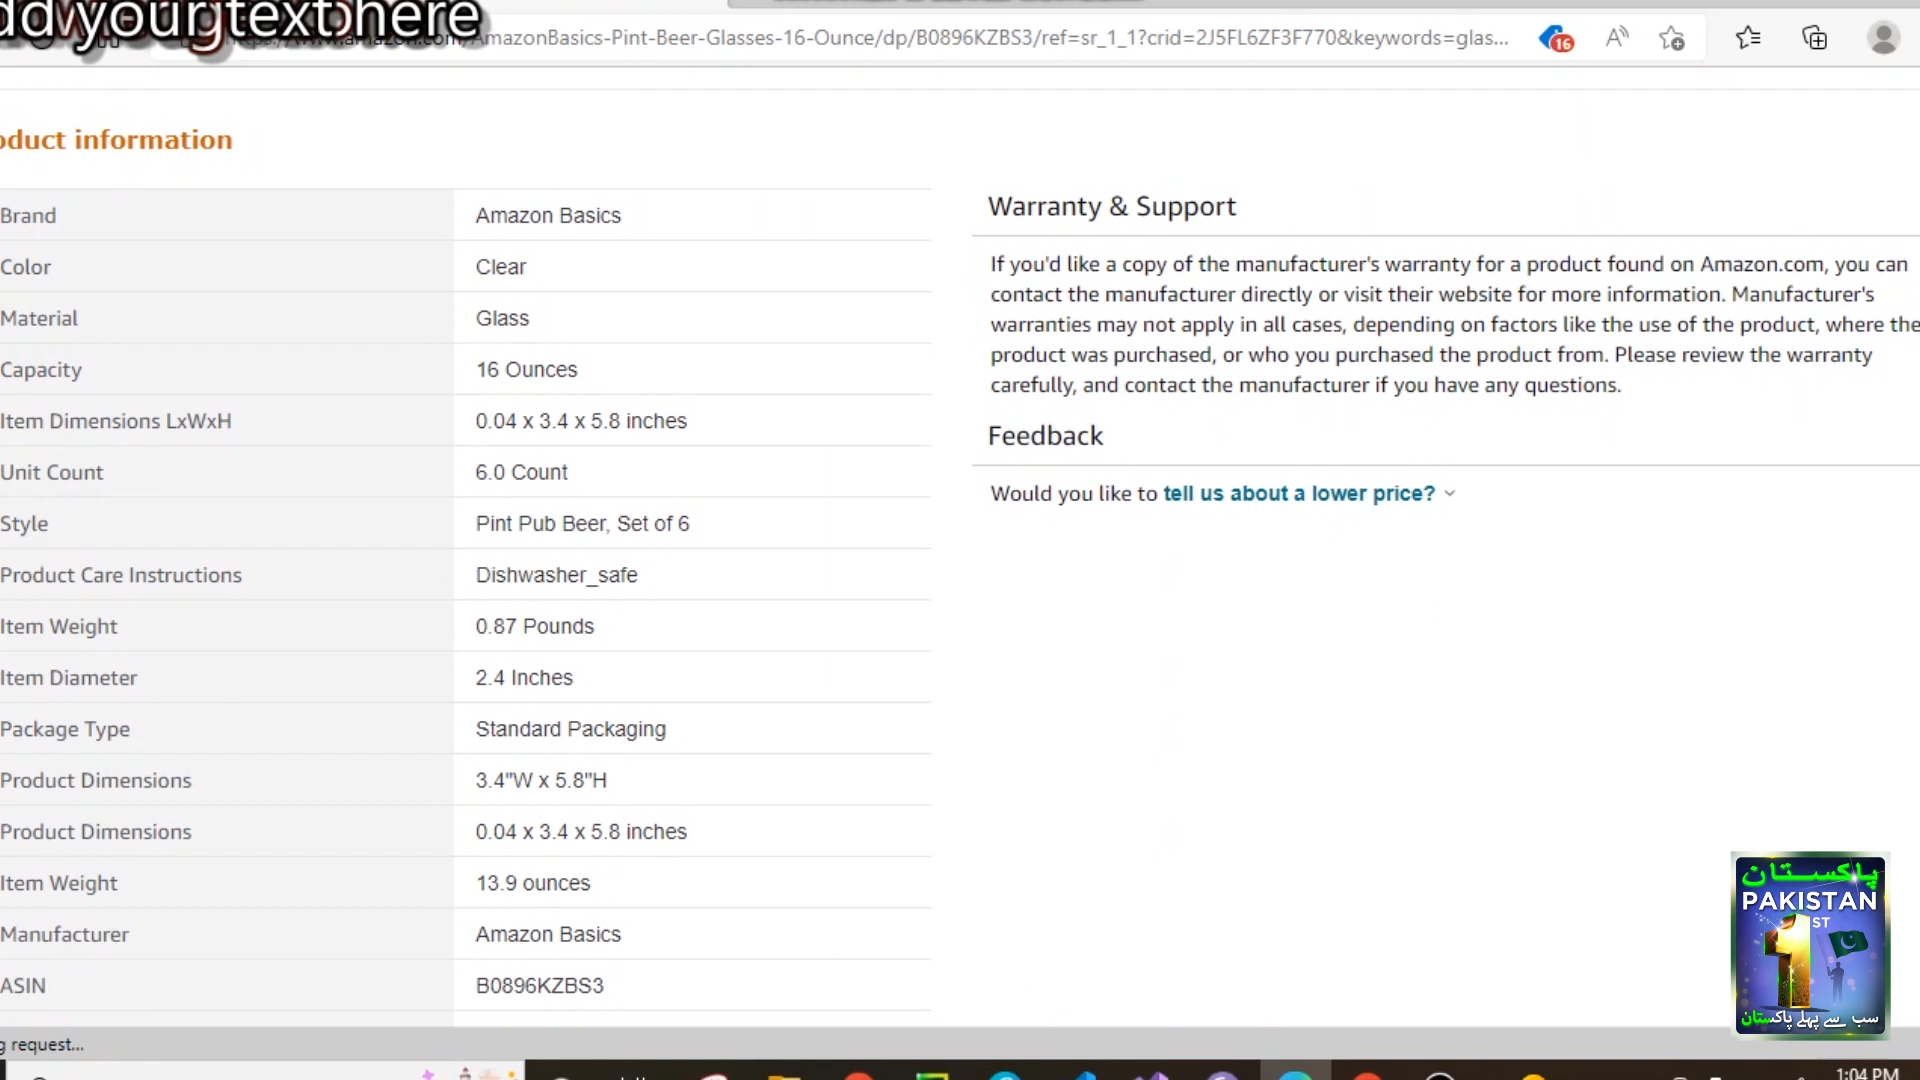 dd your text here
AmazonBasics-Pint-Beer-Glasses-16-Ounce/dp/B0896KZBS3/ref=sr_1_1?crid=2J5FL6ZF3F770&keywords=glas...
16
oduct information
Brand Amazon Basics
Color Clear
Material Glass
Capacity 16 Ounces
Item Dimensions LxWxH 0.04 x 3.4 x 5.8 inches
Unit Count 6.0 Count
Style Pint Pub Beer, Set of 6
Product Care Instructions Dishwasher_safe
Item Weight 0.87 Pounds
Item Diameter 2.4 Inches
Package Type Standard Packaging
Product Dimensions 3.4"W x 5.8"H
Product Dimensions 0.04 x 3.4 x 5.8 inches
Item Weight 13.9 ounces
Manufacturer Amazon Basics
ASIN B0896KZBS3
Warranty & Support
If you'd like a copy of the manufacturer's warranty for a product found on Amazon.com, you can
contact the manufacturer directly or visit their website for more information. Manufacturer's
warranties may not apply in all cases, depending on factors like the use of the product, where the
product was purchased, or who you purchased the product from. Please review the warranty
carefully, and contact the manufacturer if you have any questions.
Feedback
Would you like to tell us about a lower price?
پاکستان
PAKISTAN
1
ST
سب سے پہلے پاکستان
g request...
1:04 PM